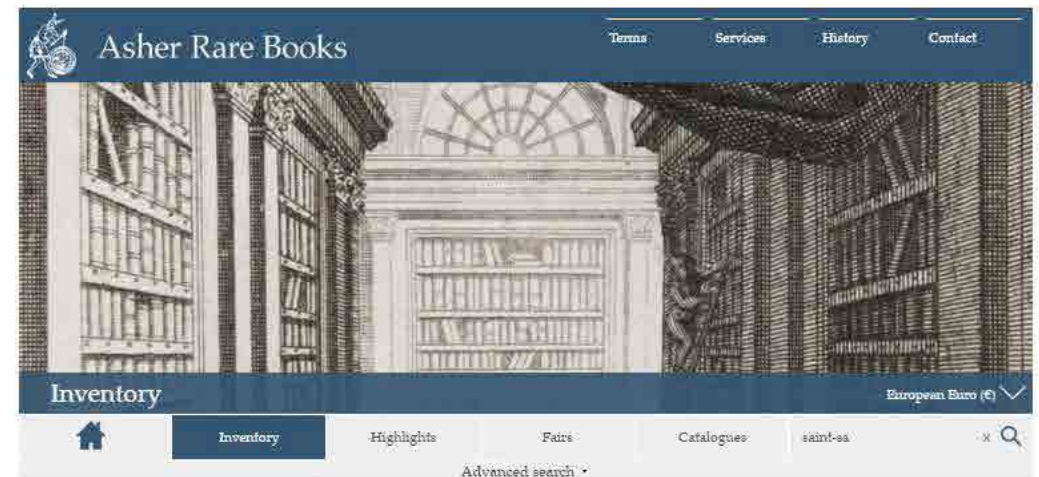 Asher Rare Books
Terms Services History Contact
Inventory
European Euro (€)
Inventory Highlights Fairs Catalogues saint-sa x
Advanced search